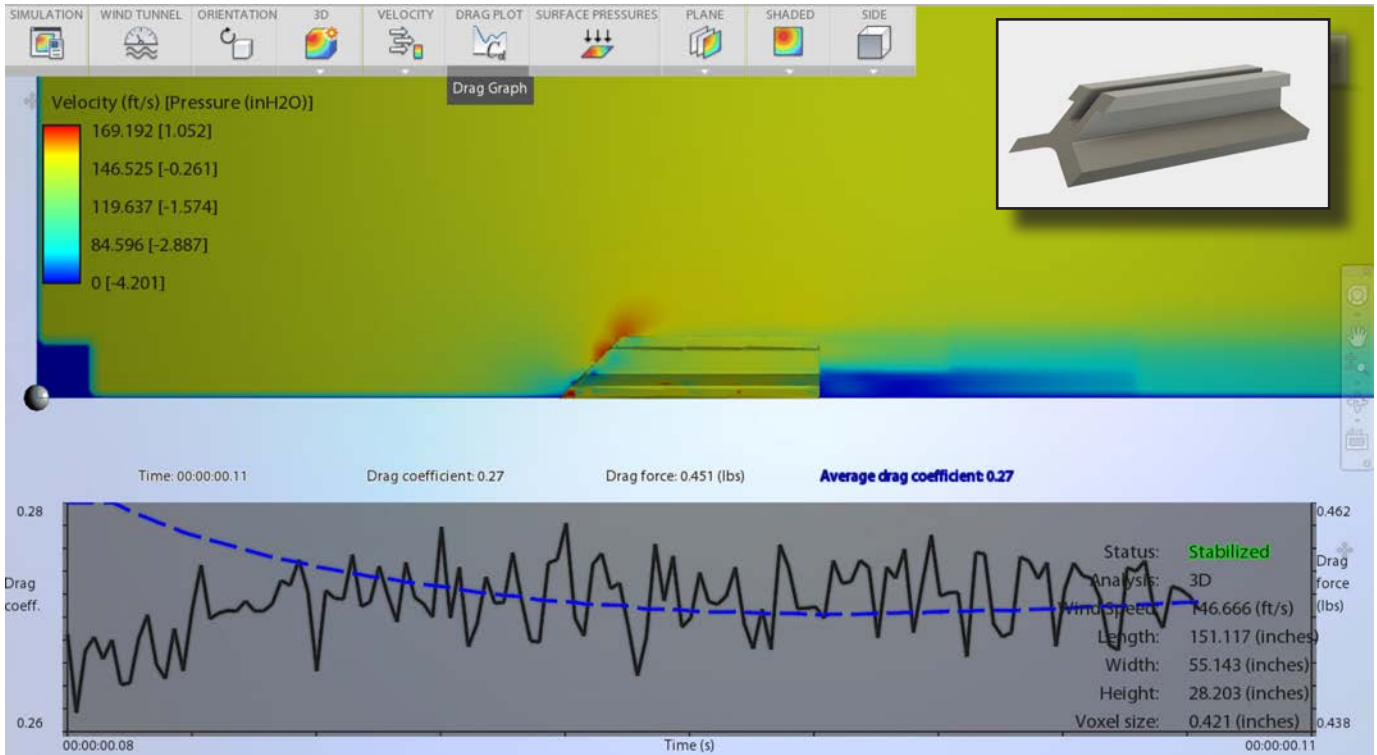 SIMULATION WIND TUNNEL ORIENTATION 3D VELOCITY DRAG PLOT SURFACE PRESSURES PLANE SHADED SIDE
Cd
Drag Graph
Velocity (ft/s) [Pressure (inH2O)]
169.192 [1.052]
146.525 [-0.261]
119.637 [-1.574]
84.596 [-2.887]
0 [-4.201]
Time: 00:00:00.11 Drag coefficient: 0.27 Drag force: 0.451 (lbs) Average drag coefficient: 0.27
0.28
Drag
coeff.
0.26
0.462
Drag
force
(lbs)
0.438
Status: Stabilized
Analysis: 3D
Wind Speed: 146.666 (ft/s)
Length: 151.117 (inches)
Width: 55.143 (inches)
Height: 28.203 (inches)
Voxel size: 0.421 (inches)
00:00:00.08 Time (s) 00:00:00.11